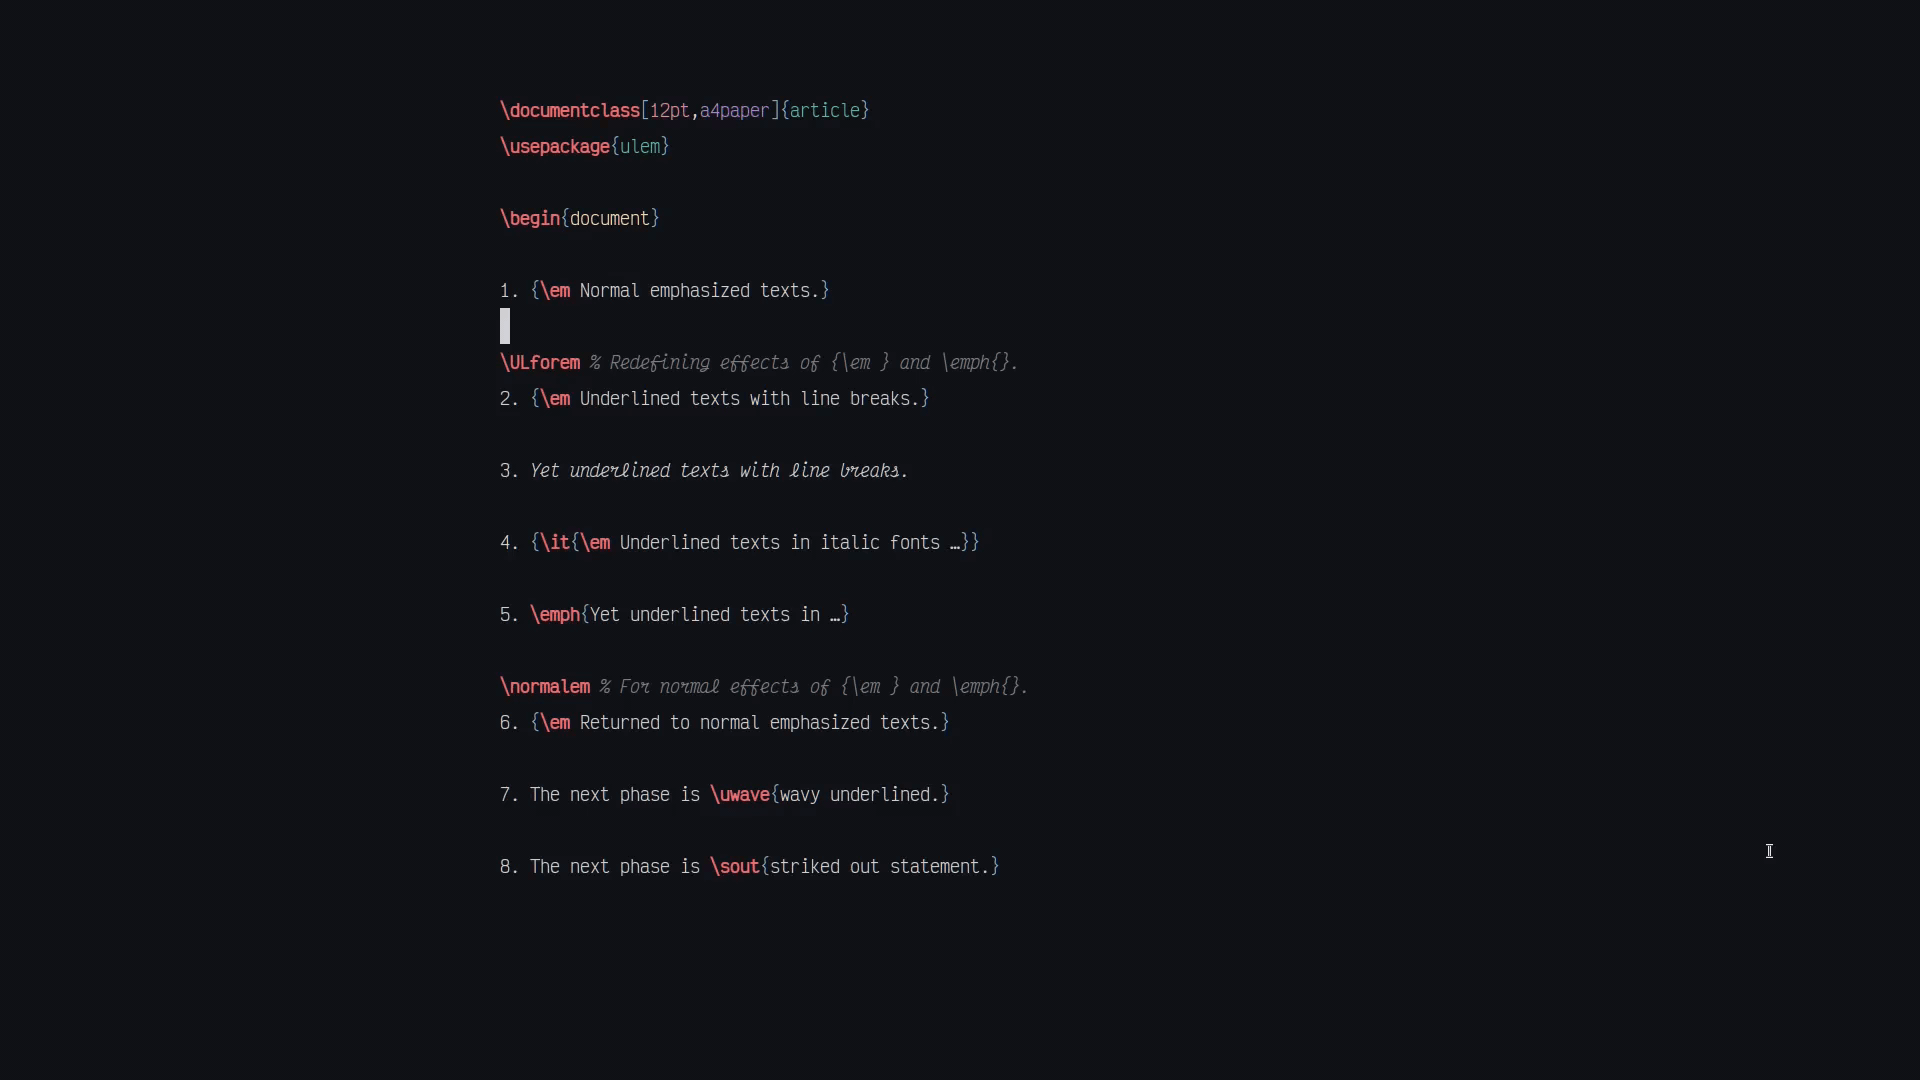 \documentclass[12pt,a4paper]{article}
\usepackage{ulem}
\begin{document}
1. {\em Normal emphasized texts.}
\ULforem % Redefining effects of {\em } and \emph{}.
2. {\em Underlined texts with line breaks.}
3. Yet underlined texts with line breaks.
4. {\it{\em Underlined texts in italic fonts …}}
5. \emph{Yet underlined texts in …}
\normalem % For normal effects of {\em } and \emph{}.
6. {\em Returned to normal emphasized texts.}
7. The next phase is \uwave{wavy underlined.}
8. The next phase is \sout{striked out statement.}